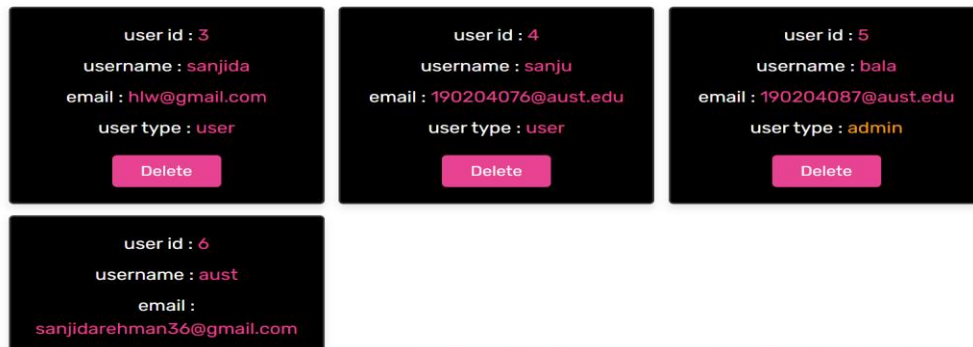 user id : 3
username : sanjida
email : hlw@gmail.com
user type : user
Delete
user id : 4
username : sanju
email : 190204076@aust.edu
user type : user
Delete
user id : 5
username : bala
email : 190204087@aust.edu
user type : admin
Delete
user id : 6
username : aust
email :
sanjidarehman36@gmail.com